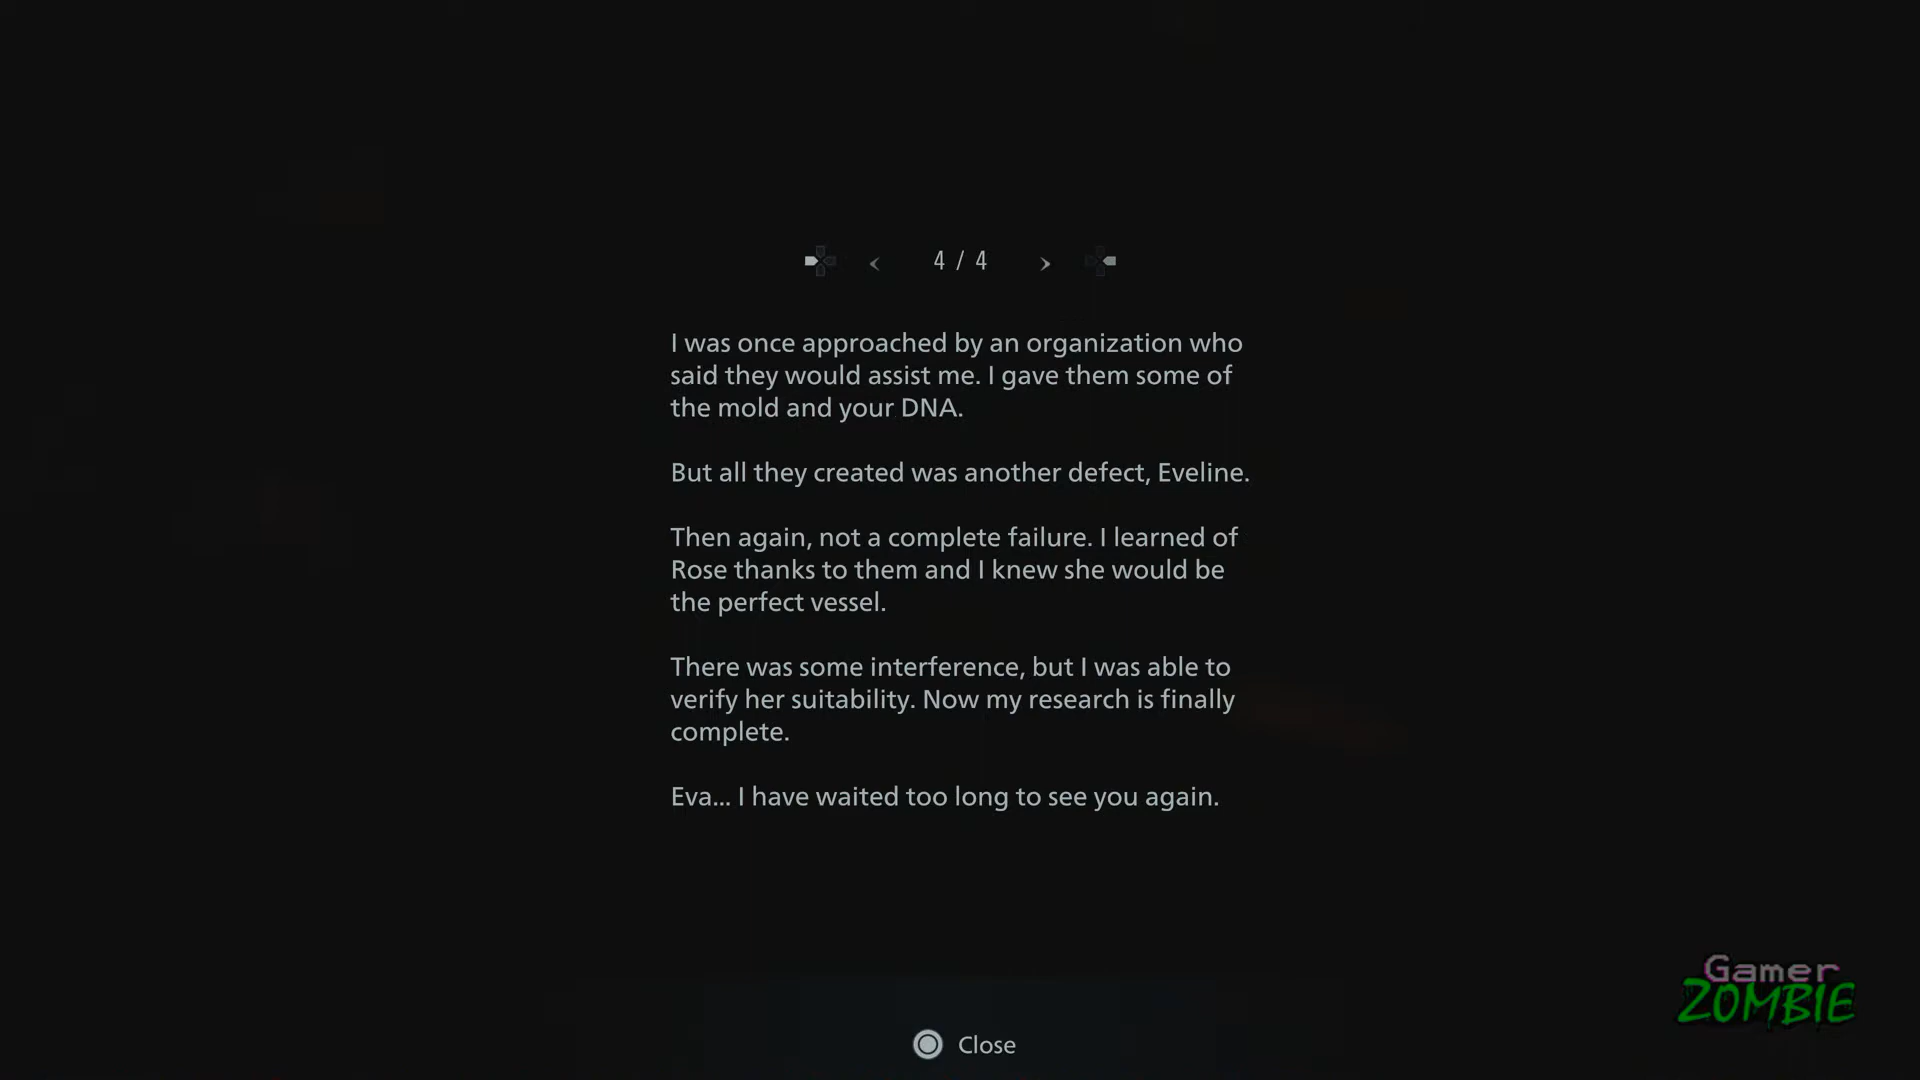 4 / 4
I was once approached by an organization who
said they would assist me. I gave them some of
the mold and your DNA.
But all they created was another defect, Eveline.
Then again, not a complete failure. I learned of
Rose thanks to them and I knew she would be
the perfect vessel.
There was some interference, but I was able to
verify her suitability. Now my research is finally
complete.
Eva... I have waited too long to see you again.
Gamer
ZOMBIE
Close